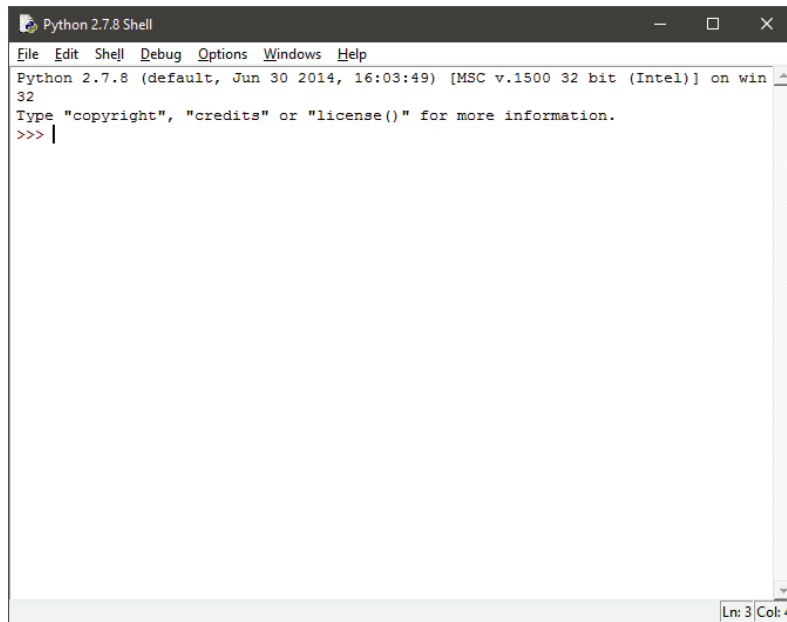 Python 2.7.8 Shell
File Edit Shell Debug Options Windows Help
Python 2.7.8 (default, Jun 30 2014, 16:03:49) [MSC v.1500 32 bit (Intel)] on win
32
Type "copyright", "credits" or "license()" for more information.
>>>
Ln: 3 Col: 4